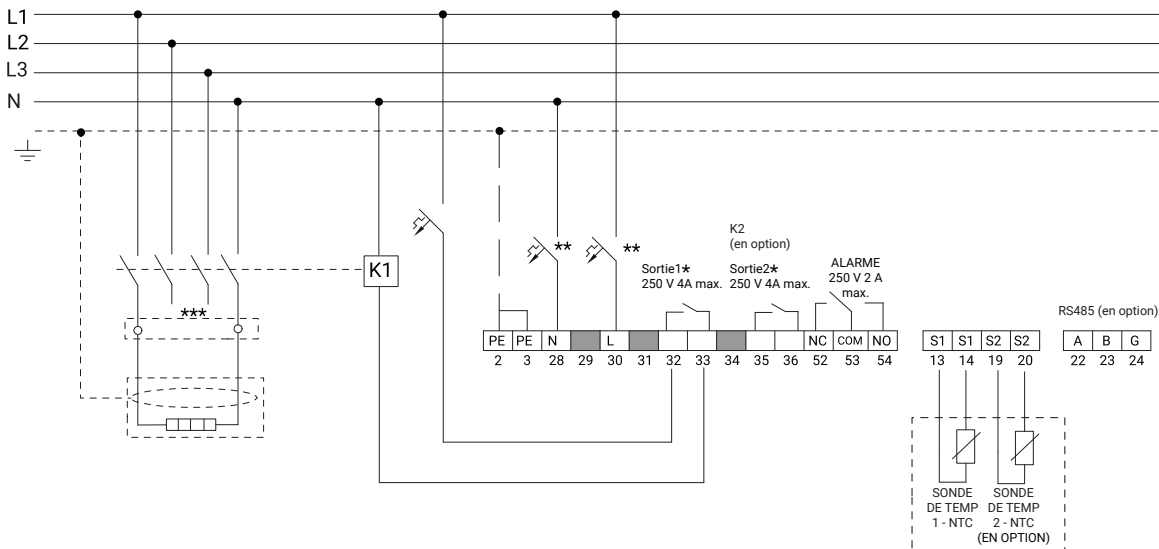 L1
L2
L3
N
K1
***
**
**
K2
(en option)
Sortie1*
250 V 4A max.
Sortie2*
250 V 4A max.
ALARME
250 V 2 A
max.
RS485 (en option)
PE PE N L NC COM NO
2 3 28 29 30 31 32 33 34 35 36 52 53 54
S1 S1 S2 S2
13 14 19 20
A B G
22 23 24
SONDE
DE TEMP
1 - NTC
SONDE
DE TEMP
2 - NTC
(EN OPTION)